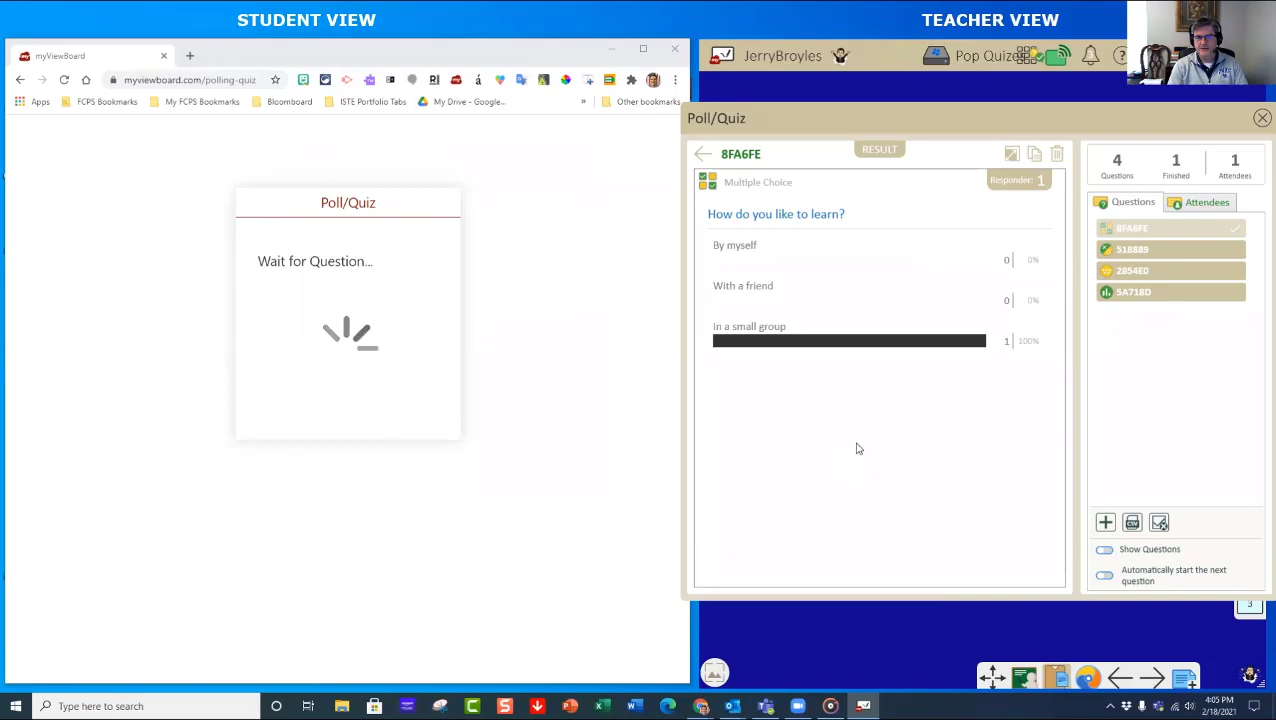 STUDENT VIEW
TEACHER VIEW
myViewBoard
myviewboard.com/polling-quiz
Apps
FCPS Bookmarks
My FCPS Bookmarks
Bloomboard
ISTE Portfolio Tabs
My Drive - Google...
»
Other bookmarks
Poll/Quiz
Wait for Question...
JerryBroyles
Pop Quize
Poll/Quiz
8FA6FE
RESULT
Multiple Choice
Responder: 1
How do you like to learn?
By myself
0 0%
With a friend
0 0%
In a small group
1 100%
4 1 1
Questions Finished Attendees
Questions Attendees
8FA6FE
518889
2854E0
5A718D
CSV
Show Questions
Automatically start the next
question
3
Type here to search
4:05 PM
2/18/2021